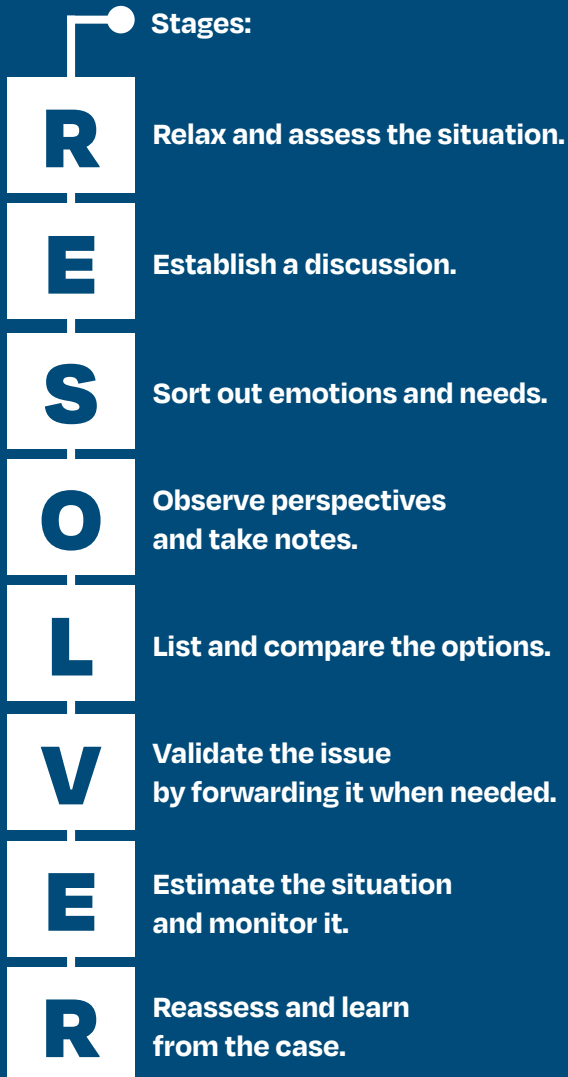 Stages:
R
Relax and assess the situation.
E
Establish a discussion.
S
Sort out emotions and needs.
O
Observe perspectives
and take notes.
L
List and compare the options.
V
Validate the issue
by forwarding it when needed.
E
Estimate the situation
and monitor it.
R
Reassess and learn
from the case.